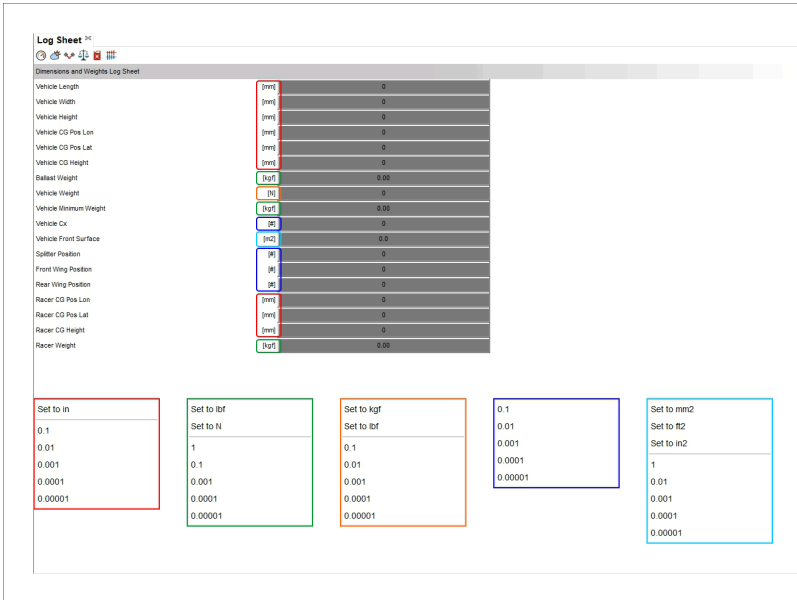 Log Sheet
Dimensions and Weights Log Sheet
Vehicle Length [mm] 0
Vehicle Width [mm] 0
Vehicle Height [mm] 0
Vehicle CG Pos Lon [mm] 0
Vehicle CG Pos Lat [mm] 0
Vehicle CG Height [mm] 0
Ballast Weight [kgf] 0.00
Vehicle Weight [N] 0
Vehicle Minimum Weight [kgf] 0.00
Vehicle Cx [#] 0
Vehicle Front Surface [m2] 0.0
Splitter Position [#] 0
Front Wing Position [#] 0
Rear Wing Position [#] 0
Racer CG Pos Lon [mm] 0
Racer CG Pos Lat [mm] 0
Racer CG Height [mm] 0
Racer Weight [kgf] 0.00
Set to in
0.1
0.01
0.001
0.0001
0.00001
Set to lbf
Set to N
1
0.1
0.001
0.0001
0.00001
Set to kgf
Set to lbf
0.1
0.01
0.001
0.0001
0.00001
0.1
0.01
0.001
0.0001
0.00001
Set to mm2
Set to ft2
Set to in2
1
0.01
0.001
0.0001
0.00001